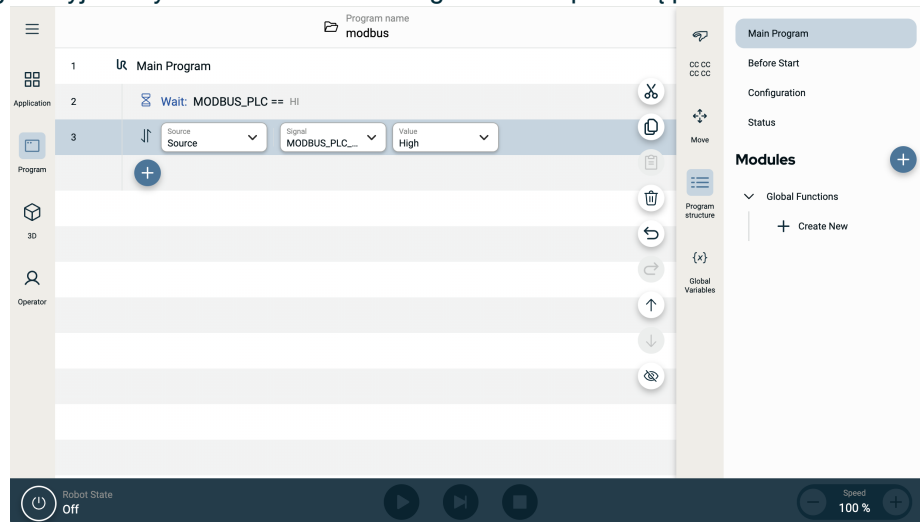 Program name
modbus
1 Main Program
Application
2 Wait: MODBUS_PLC == HI
3 Source Source Signal MODBUS_PLC_... Value High
Program
3D
Operator
CC CC
CC CC
Move
Program
structure
{x}
Global
Variables
Main Program
Before Start
Configuration
Status
Modules
Global Functions
Create New
Robot State
Off
Speed
100 %